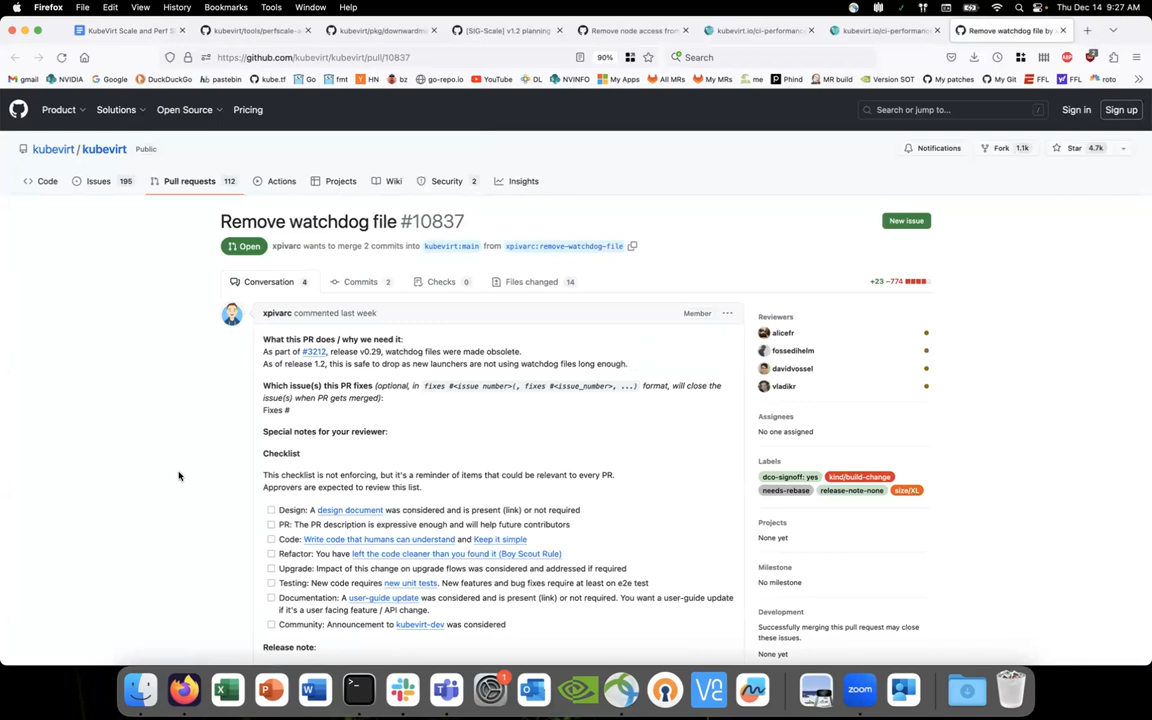 Firefox File Edit View History Bookmarks Tools Window Help Thu Dec 14 9:27 AM
KubeVirt Scale and Perf S kubevirt/tools/perfscale-a kubevirt/pkg/downwardm [SIG-Scale] v1.2 planning Remove node access from kubevirt.io/ci-performan kubevirt.io/ci-performan Remove watchdog file by
https://github.com/kubevirt/kubevirt/pull/10837 90% Search
gmail NVIDIA Google DuckDuckGo pastebin kube.tf Go fmt HN bz go-repo.io YouTube DL NVINFO My Apps All MRs My MRs me Phind MR build Version SOT My patches My Git FFL FFL roto
Product Solutions Open Source Pricing Search or jump to... / Sign in Sign up
kubevirt / kubevirt Public Notifications Fork 1.1k Star 4.7k
Code Issues 195 Pull requests 112 Actions Projects Wiki Security 2 Insights
Remove watchdog file #10837 New issue
Open xpivarc wants to merge 2 commits into kubevirt:main from xpivarc:remove-watchdog-file
Conversation 4 Commits 2 Checks 0 Files changed 14 +23 −774
xpivarc commented last week Member
What this PR does / why we need it:
As part of #3212, release v0.29, watchdog files were made obsolete.
As of release 1.2, this is safe to drop as new launchers are not using watchdog files long enough.
Which issue(s) this PR fixes (optional, in fixes #<issue number>(, fixes #<issue_number>, ...) format, will close the
issue(s) when PR gets merged):
Fixes #
Special notes for your reviewer:
Checklist
This checklist is not enforcing, but it's a reminder of items that could be relevant to every PR.
Approvers are expected to review this list.
Design: A design document was considered and is present (link) or not required
PR: The PR description is expressive enough and will help future contributors
Code: Write code that humans can understand and Keep it simple
Refactor: You have left the code cleaner than you found it (Boy Scout Rule)
Upgrade: Impact of this change on upgrade flows was considered and addressed if required
Testing: New code requires new unit tests. New features and bug fixes require at least on e2e test
Documentation: A user-guide update was considered and is present (link) or not required. You want a user-guide update
if it's a user facing feature / API change.
Community: Announcement to kubevirt-dev was considered
Release note:
Reviewers
alicefr
fossedihelm
davidvossel
vladikr
Assignees
No one assigned
Labels
dco-signoff: yes kind/build-change
needs-rebase release-note-none size/XL
Projects
None yet
Milestone
No milestone
Development
Successfully merging this pull request may close
these issues.
None yet
1
zoom